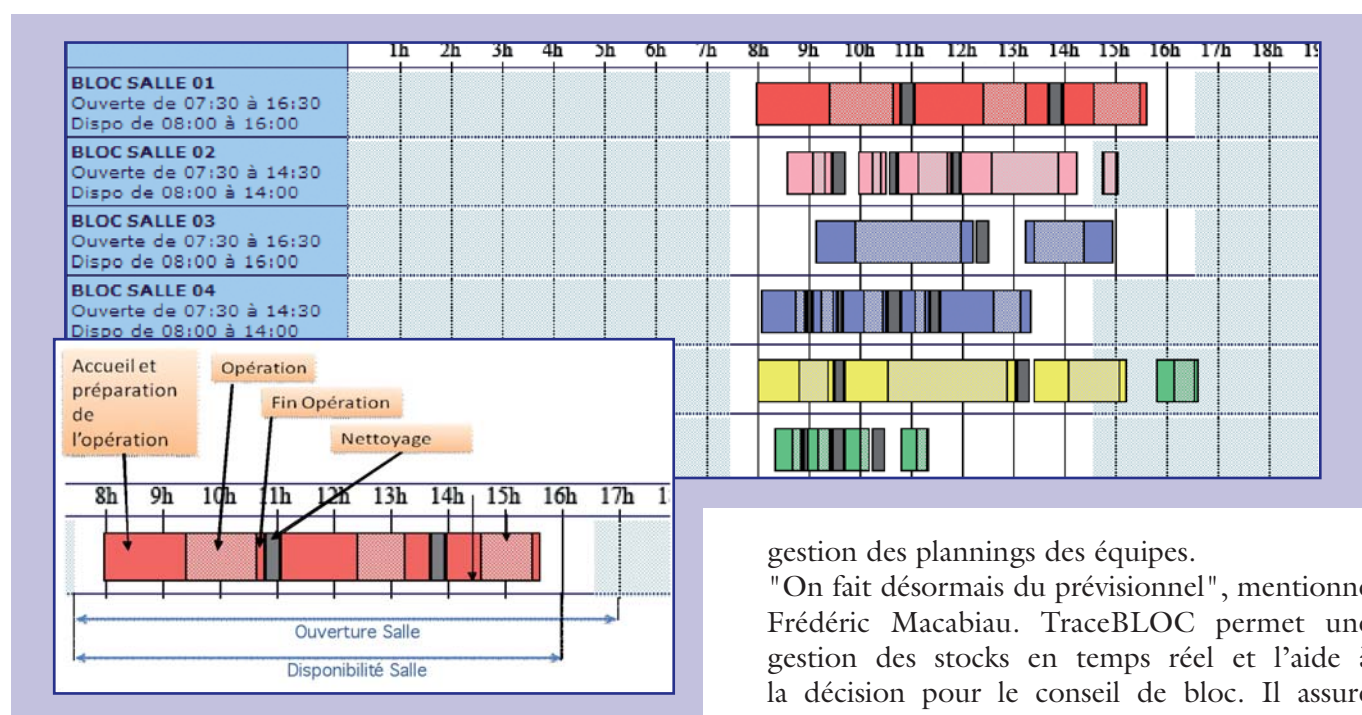 1h 2h 3h 4h 5h 6h 7h 8h 9h 10h 11h 12h 13h 14h 15h 16h 17h 18h 19
BLOC SALLE 01
Ouverte de 07:30 à 16:30
Dispo de 08:00 à 16:00
BLOC SALLE 02
Ouverte de 07:30 à 14:30
Dispo de 08:00 à 14:00
BLOC SALLE 03
Ouverte de 07:30 à 16:30
Dispo de 08:00 à 16:00
BLOC SALLE 04
Ouverte de 07:30 à 14:30
Dispo de 08:00 à 14:00
Accueil et
préparation
de
l'opération
Opération
Fin Opération
Nettoyage
8h 9h 10h 11h 12h 13h 14h 15h 16h 17h 1
Ouverture Salle
Disponibilité Salle
gestion des plannings des équipes.
"On fait désormais du prévisionnel", mentionne
Frédéric Macabiau. TraceBLOC permet une
gestion des stocks en temps réel et l'aide à
la décision pour le conseil de bloc. Il assure